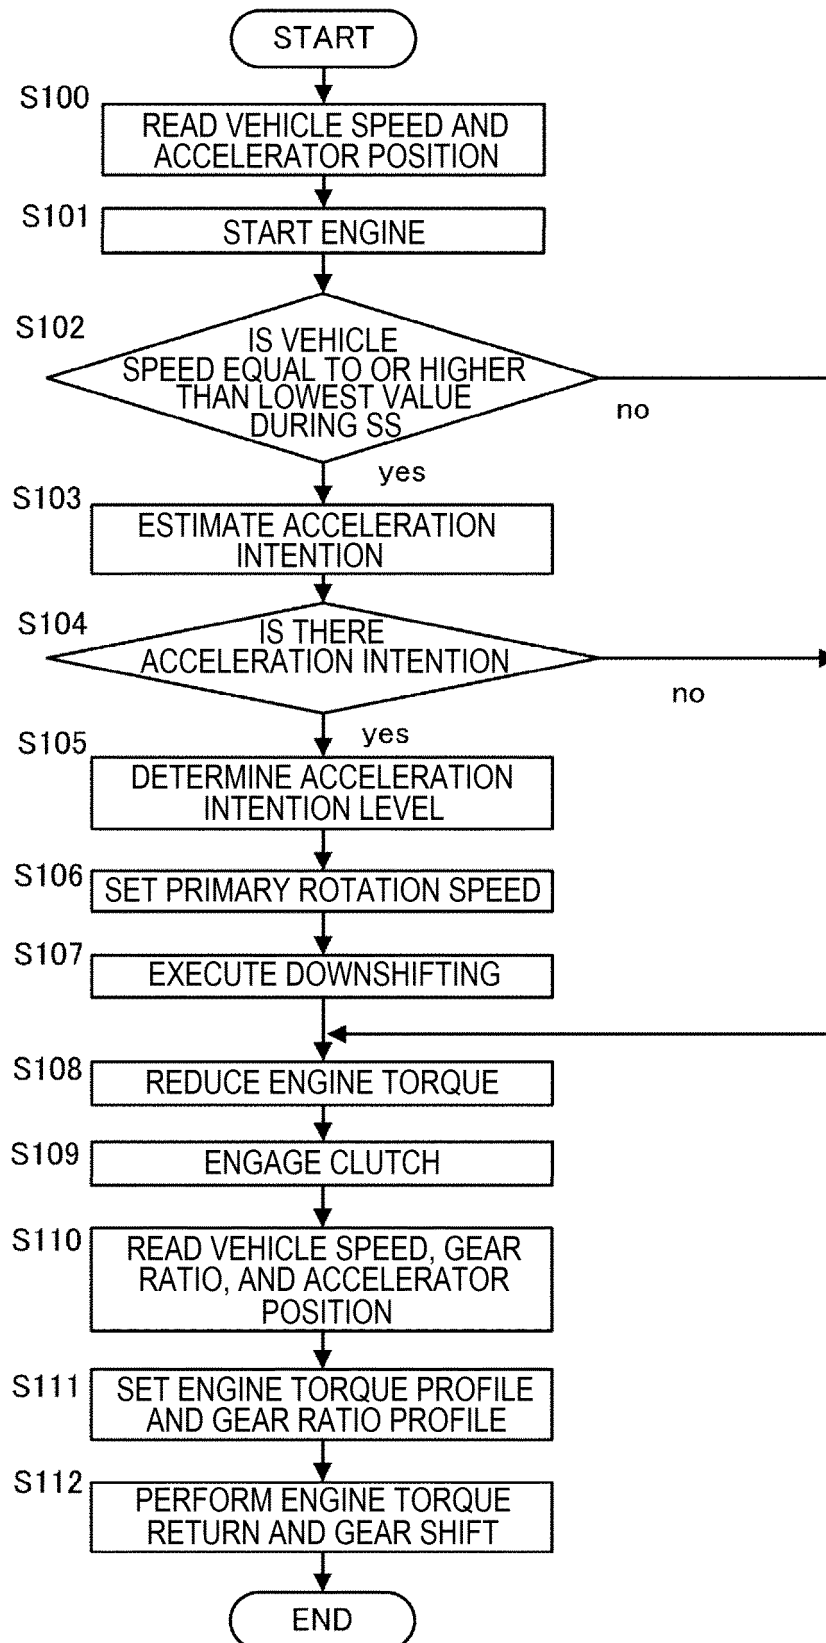 START
S100
READ VEHICLE SPEED AND
ACCELERATOR POSITION
S101
START ENGINE
S102
IS VEHICLE
SPEED EQUAL TO OR HIGHER
THAN LOWEST VALUE
DURING SS
no
yes
S103
ESTIMATE ACCELERATION
INTENTION
S104
IS THERE
ACCELERATION INTENTION
no
yes
S105
DETERMINE ACCELERATION
INTENTION LEVEL
S106
SET PRIMARY ROTATION SPEED
S107
EXECUTE DOWNSHIFTING
S108
REDUCE ENGINE TORQUE
S109
ENGAGE CLUTCH
S110
READ VEHICLE SPEED, GEAR
RATIO, AND ACCELERATOR
POSITION
S111
SET ENGINE TORQUE PROFILE
AND GEAR RATIO PROFILE
S112
PERFORM ENGINE TORQUE
RETURN AND GEAR SHIFT
END